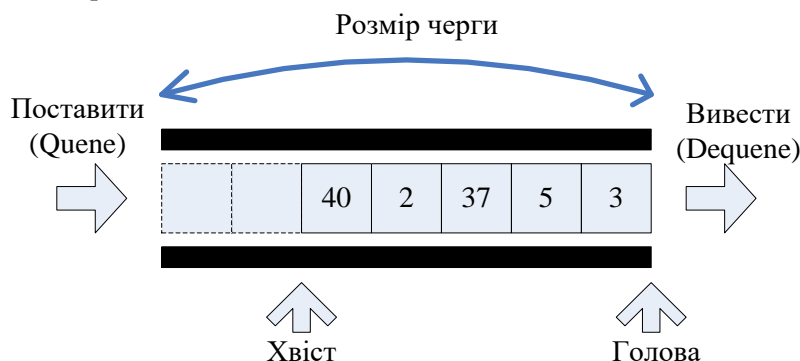 Розмір черги
Поставити
(Quene)
Вивести
(Dequene)
40 2 37 5 3
Хвіст
Голова